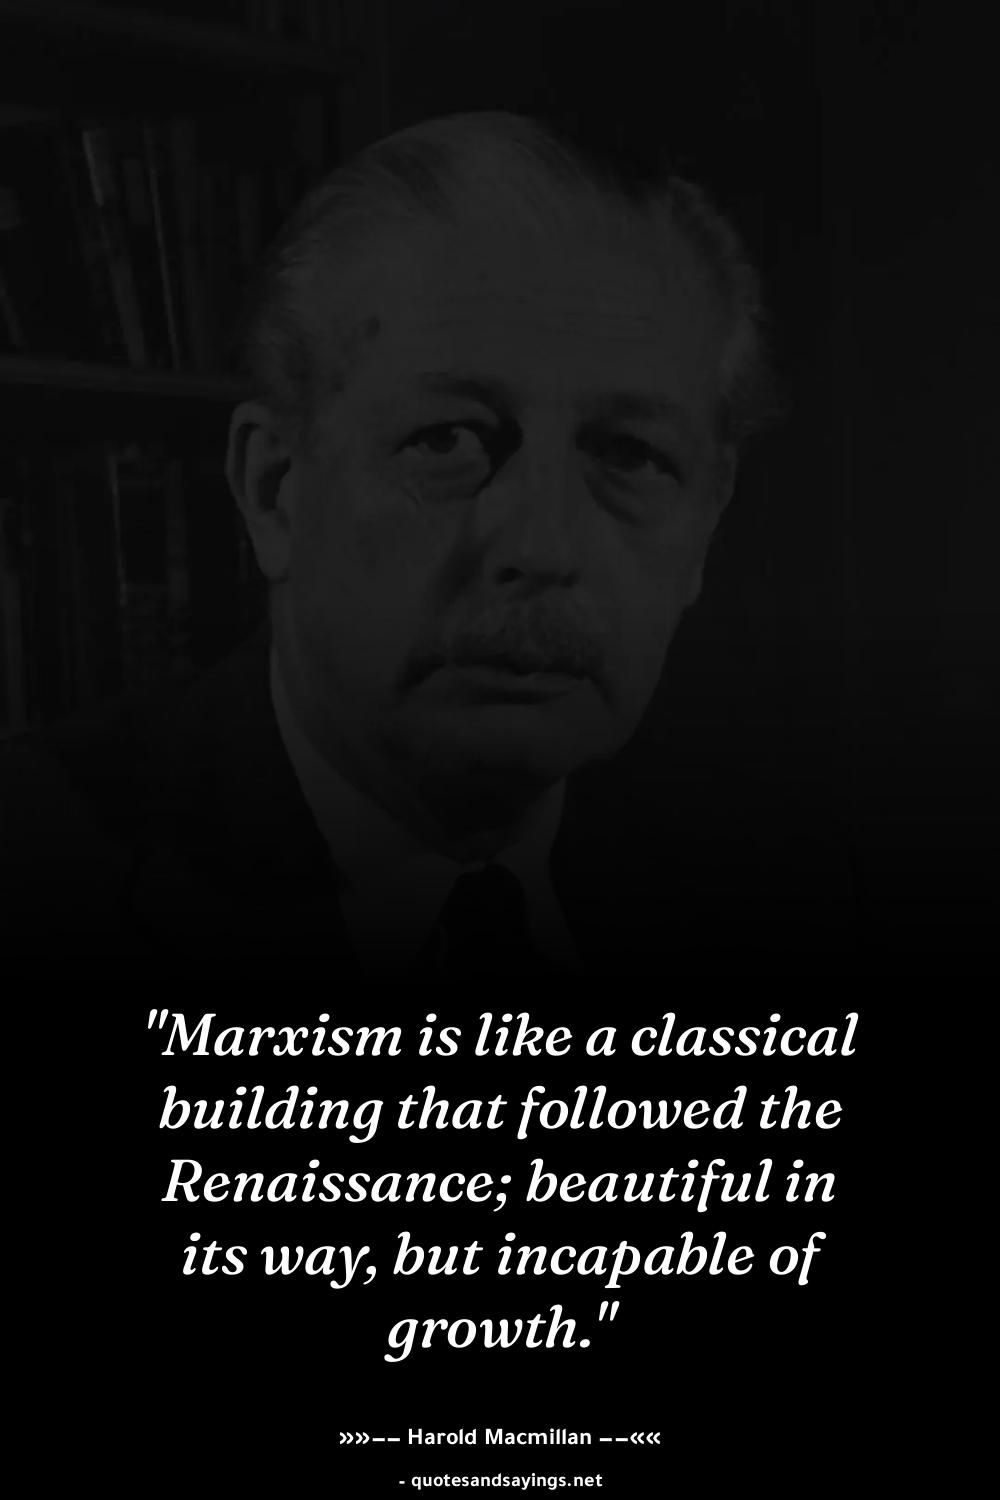 "Marxism is like a classical
building that followed the
Renaissance; beautiful in
its way, but incapable of
growth."
»»–– Harold Macmillan ––««
- quotesandsayings.net